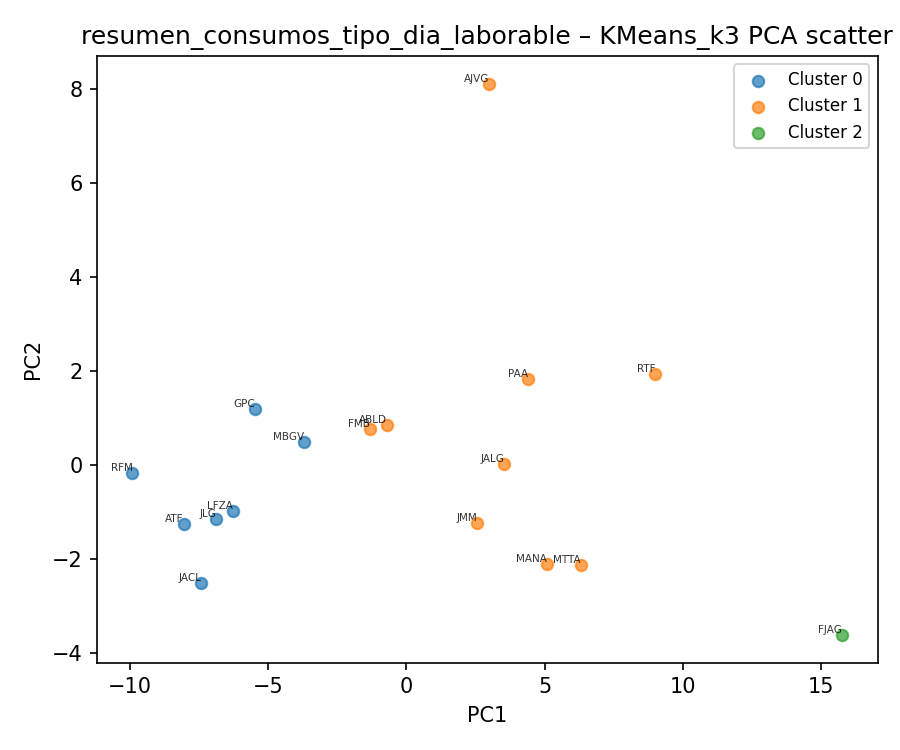 resumen_consumos_tipo_dia_laborable – KMeans_k3 PCA scatter
Cluster 0
Cluster 1
Cluster 2
AJVG
PAA
RTF
GPC
ABLD
FMB
MBGV
RFM
JALG
LFZA
JLG
ATF
JMM
JACL
MANA
MTTA
FJAG
8
6
4
2
0
−2
−4
PC2
−10
−5
0
5
10
15
PC1